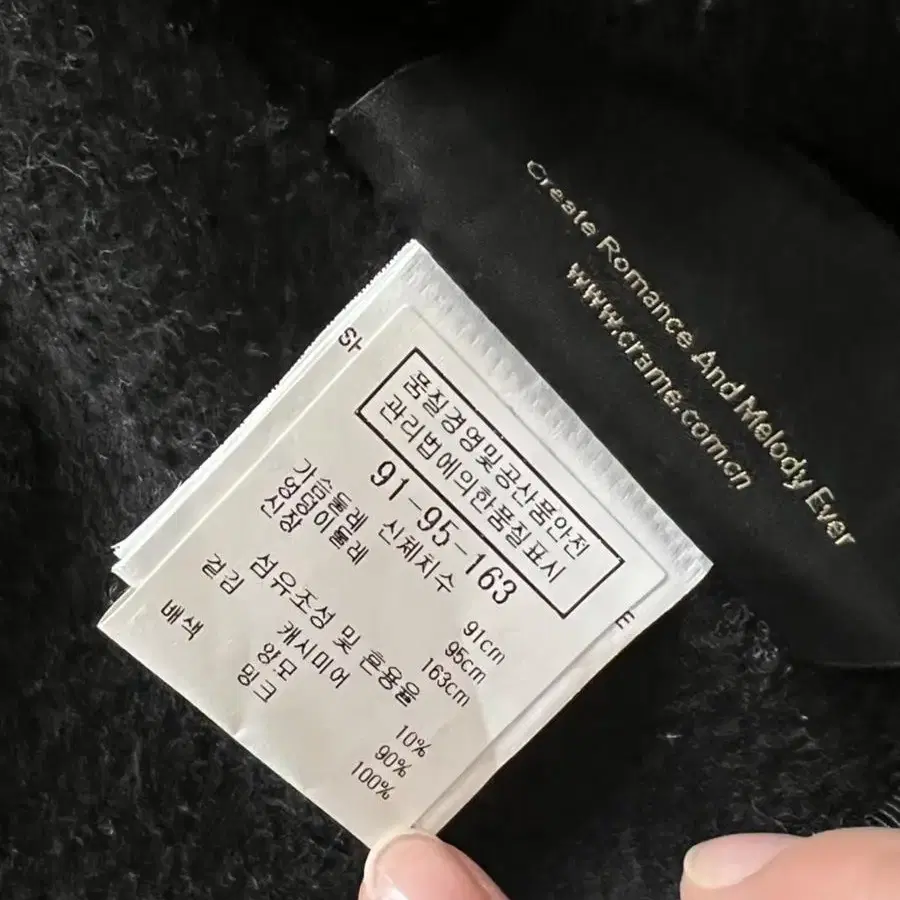 Create Romance And Melody Ever
www.crame.com.cn
품질경영및공산품안전
관리법에의한품질표시
91-95-163
신체치수
가슴둘레 91cm
엉덩이둘레 95cm
신장 163cm
섬유조성 및 혼용율
겉감 캐시미어 10%
양모 90%
배색 밍크 100%